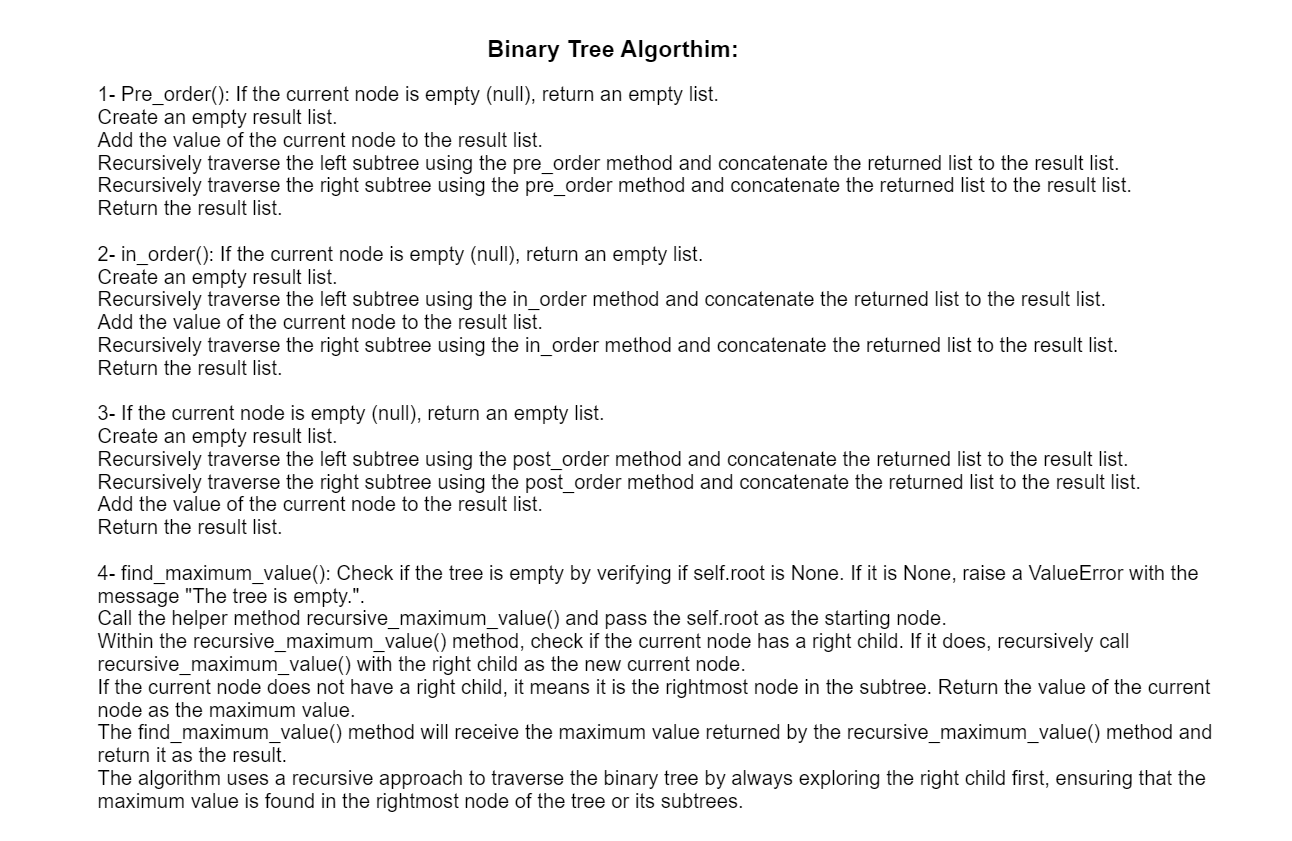 Binary Tree Algorthim:
1- Pre_order(): If the current node is empty (null), return an empty list.
Create an empty result list.
Add the value of the current node to the result list.
Recursively traverse the left subtree using the pre_order method and concatenate the returned list to the result list.
Recursively traverse the right subtree using the pre_order method and concatenate the returned list to the result list.
Return the result list.
2- in_order(): If the current node is empty (null), return an empty list.
Create an empty result list.
Recursively traverse the left subtree using the in_order method and concatenate the returned list to the result list.
Add the value of the current node to the result list.
Recursively traverse the right subtree using the in_order method and concatenate the returned list to the result list.
Return the result list.
3- If the current node is empty (null), return an empty list.
Create an empty result list.
Recursively traverse the left subtree using the post_order method and concatenate the returned list to the result list.
Recursively traverse the right subtree using the post_order method and concatenate the returned list to the result list.
Add the value of the current node to the result list.
Return the result list.
4- find_maximum_value(): Check if the tree is empty by verifying if self.root is None. If it is None, raise a ValueError with the
message "The tree is empty.".
Call the helper method recursive_maximum_value() and pass the self.root as the starting node.
Within the recursive_maximum_value() method, check if the current node has a right child. If it does, recursively call
recursive_maximum_value() with the right child as the new current node.
If the current node does not have a right child, it means it is the rightmost node in the subtree. Return the value of the current
node as the maximum value.
The find_maximum_value() method will receive the maximum value returned by the recursive_maximum_value() method and
return it as the result.
The algorithm uses a recursive approach to traverse the binary tree by always exploring the right child first, ensuring that the
maximum value is found in the rightmost node of the tree or its subtrees.